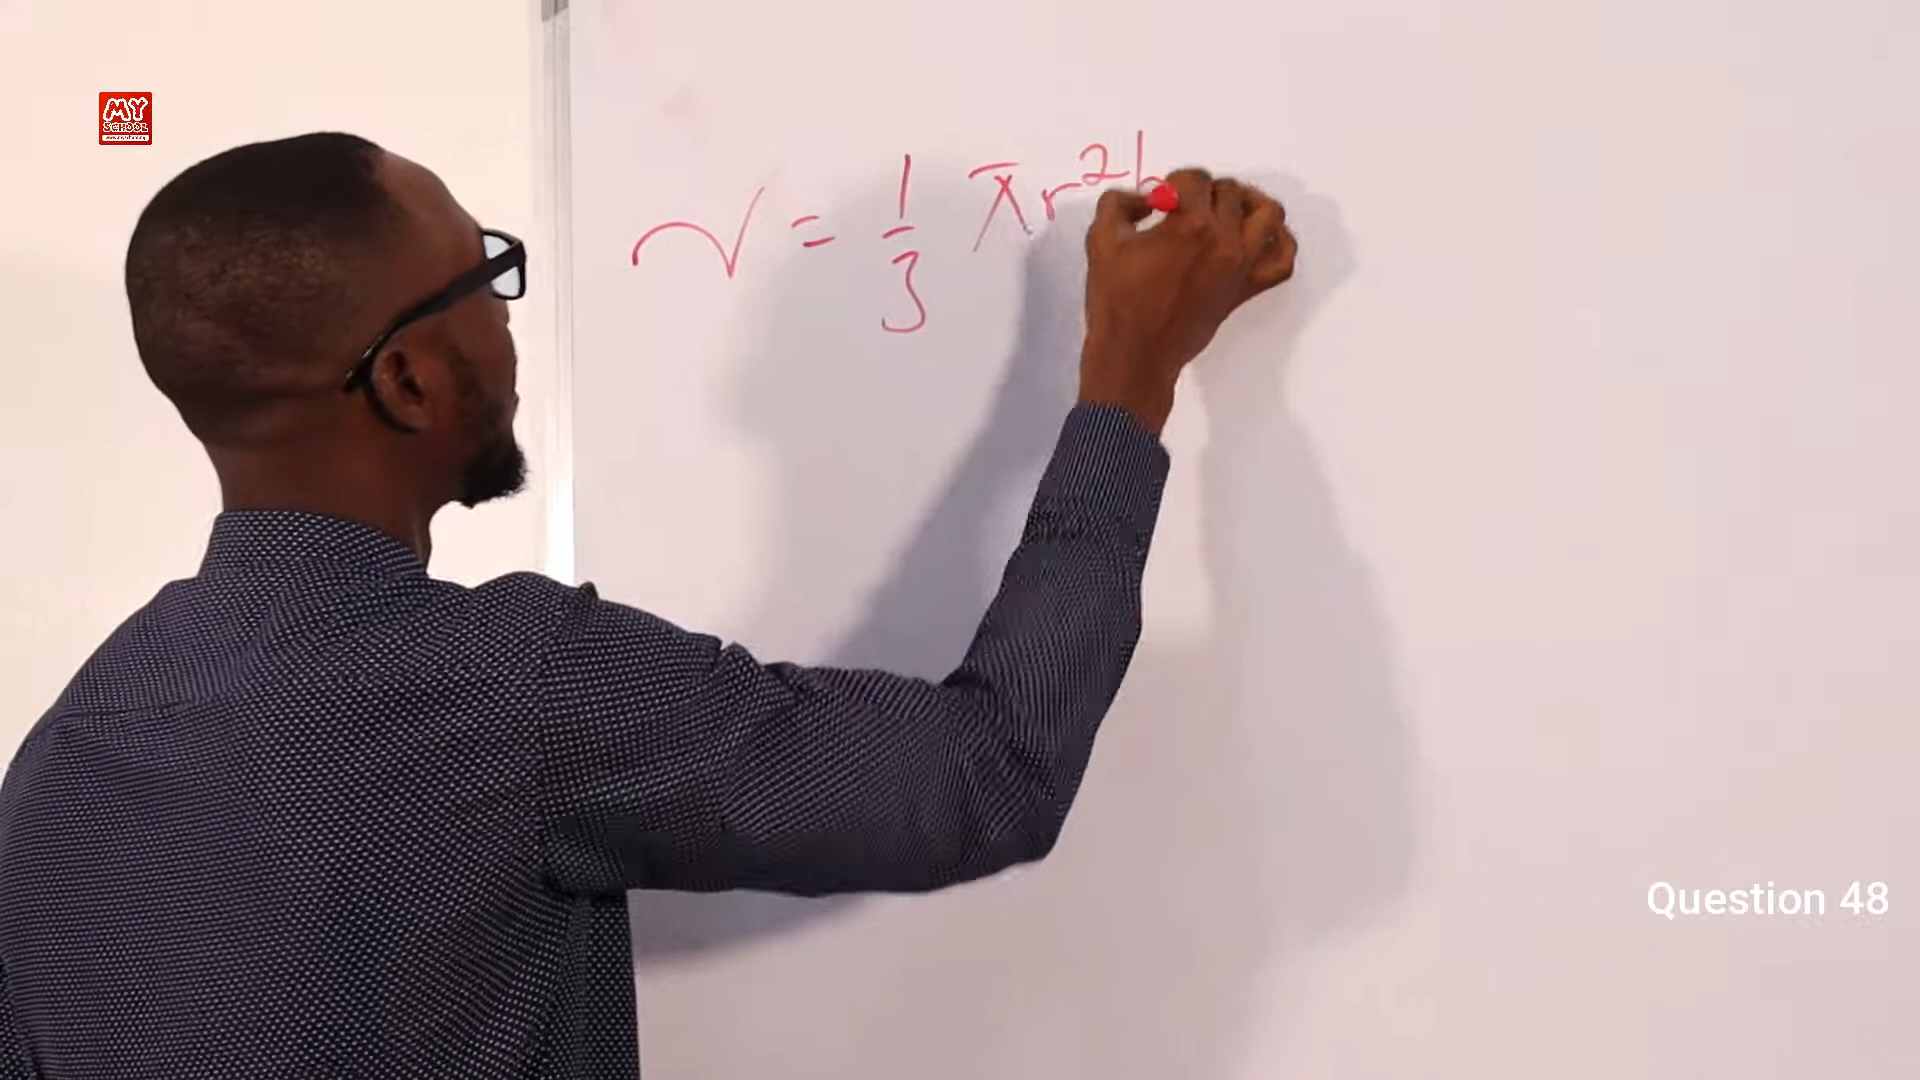 MY
SCHOOL
V = 1/3 πr²h
Question 48